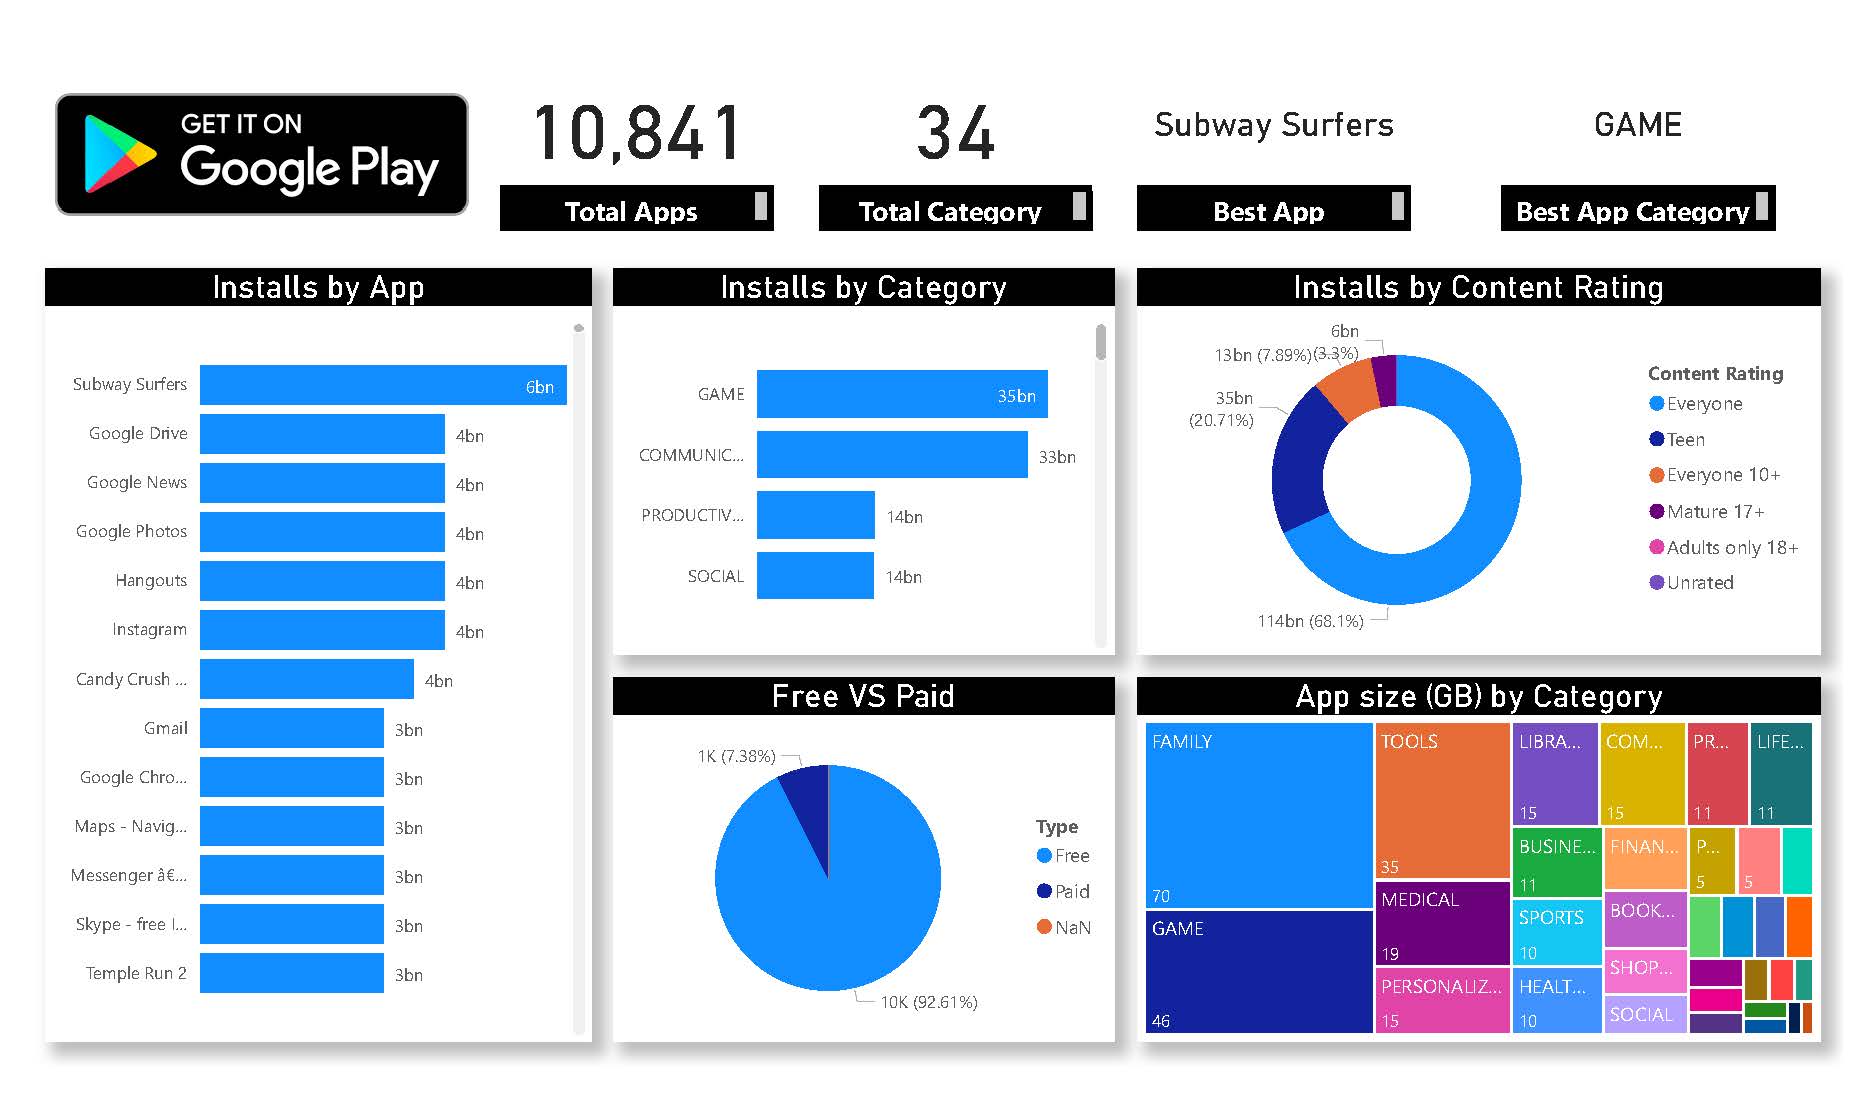 GET IT ON
Google Play
10,841
Total Apps
34
Total Category
Subway Surfers
Best App
GAME
Best App Category
Installs by App
Subway Surfers 6bn
Google Drive 4bn
Google News 4bn
Google Photos 4bn
Hangouts 4bn
Instagram 4bn
Candy Crush ... 4bn
Gmail 3bn
Google Chro... 3bn
Maps - Navig... 3bn
Messenger â€... 3bn
Skype - free I... 3bn
Temple Run 2 3bn
Installs by Category
GAME 35bn
COMMUNIC... 33bn
PRODUCTIV... 14bn
SOCIAL 14bn
Installs by Content Rating
6bn
(3.3%)
13bn (7.89%)
35bn
(20.71%)
114bn (68.1%)
Content Rating
Everyone
Teen
Everyone 10+
Mature 17+
Adults only 18+
Unrated
Free VS Paid
1K (7.38%)
10K (92.61%)
Type
Free
Paid
NaN
App size (GB) by Category
FAMILY
70
GAME
46
TOOLS
35
MEDICAL
19
PERSONALIZ...
15
LIBRA...
15
COM...
15
PR...
11
LIFE...
11
BUSINE...
11
SPORTS
10
HEALT...
10
FINAN...
BOOK...
SHOP...
SOCIAL
P...
5
5